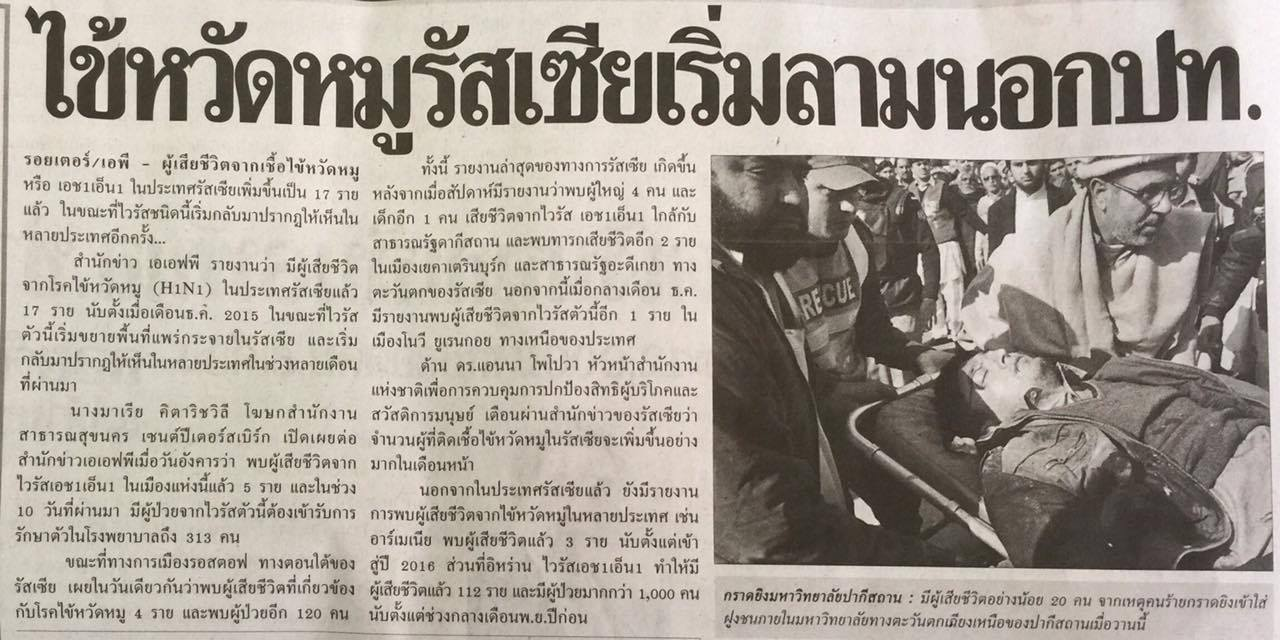 ไข้หวัดหมูรัสเซียเริ่มลามนอกปท.
รอยเตอร์/เอพี - ผู้เสียชีวิตจากเชื้อไข้หวัดหมู
หรือ เอช1เอ็น1 ในประเทศรัสเซียเพิ่มขึ้นเป็น 17 ราย
แล้ว ในขณะที่ไวรัสชนิดนี้เริ่มกลับมาปรากฏให้เห็นใน
หลายประเทศอีกครั้ง...
สำนักข่าว เอเอฟพี รายงานว่า มีผู้เสียชีวิต
จากโรคไข้หวัดหมู (H1N1) ในประเทศรัสเซียแล้ว
17 ราย นับตั้งเมื่อเดือนธ.ค. 2015 ในขณะที่ไวรัส
ตัวนี้เริ่มขยายพื้นที่แพร่กระจายในรัสเซีย และเริ่ม
กลับมาปรากฏให้เห็นในหลายประเทศในช่วงหลายเดือน
ที่ผ่านมา
นางมาเรีย คิตาริชวิลี โฆษกสำนักงาน
สาธารณสุขนคร เซนต์ปีเตอร์สเบิร์ก เปิดเผยต่อ
สำนักข่าวเอเอฟพีเมื่อวันอังคารว่า พบผู้เสียชีวิตจาก
ไวรัสเอช1เอ็น1 ในเมืองแห่งนี้แล้ว 5 ราย และในช่วง
10 วันที่ผ่านมา มีผู้ป่วยจากไวรัสตัวนี้ต้องเข้ารับการ
รักษาตัวในโรงพยาบาลถึง 313 คน
ขณะที่ทางการเมืองรอสตอฟ ทางตอนใต้ของ
รัสเซีย เผยในวันเดียวกันว่าพบผู้เสียชีวิตที่เกี่ยวข้อง
กับโรคไข้หวัดหมู 4 ราย และพบผู้ป่วยอีก 120 คน
ทั้งนี้ รายงานล่าสุดของทางการรัสเซีย เกิดขึ้น
หลังจากเมื่อสัปดาห์มีรายงานว่าพบผู้ใหญ่ 4 คน และ
เด็กอีก 1 คน เสียชีวิตจากไวรัส เอช1เอ็น1 ใกล้กับ
สาธารณรัฐดากีสถาน และพบทารกเสียชีวิตอีก 2 ราย
ในเมืองเยคาเตรินบุร์ก และสาธารณรัฐอะดีเกยา ทาง
ตะวันตกของรัสเซีย นอกจากนี้เมื่อกลางเดือน ธ.ค.
มีรายงานพบผู้เสียชีวิตจากไวรัสตัวนี้อีก 1 ราย ใน
เมืองโนวี ยูเรนกอย ทางเหนือของประเทศ
ด้าน ดร.แอนนา โพโปวา หัวหน้าสำนักงาน
แห่งชาติเพื่อการควบคุมการปกป้องสิทธิผู้บริโภคและ
สวัสดิการมนุษย์ เตือนผ่านสำนักข่าวของรัสเซียว่า
จำนวนผู้ที่ติดเชื้อไข้หวัดหมูในรัสเซียจะเพิ่มขึ้นอย่าง
มากในเดือนหน้า
นอกจากในประเทศรัสเซียแล้ว ยังมีรายงาน
การพบผู้เสียชีวิตจากไข้หวัดหมู่ในหลายประเทศ เช่น
อาร์เมเนีย พบผู้เสียชีวิตแล้ว 3 ราย นับตั้งแต่เข้า
สู่ปี 2016 ส่วนที่อิหร่าน ไวรัสเอช1เอ็น1 ทำให้มี
ผู้เสียชีวิตแล้ว 112 ราย และมีผู้ป่วยมากกว่า 1,000 คน
นับตั้งแต่ช่วงกลางเดือนพ.ย.ปีก่อน
RECUE
กราดยิงมหาวิทยาลัยปากีสถาน : มีผู้เสียชีวิตอย่างน้อย 20 คน จากเหตุคนร้ายกราดยิงเข้าใส่
ฝูงชนภายในมหาวิทยาลัยทางตะวันตกเฉียงเหนือของปากีสถานเมื่อวานนี้